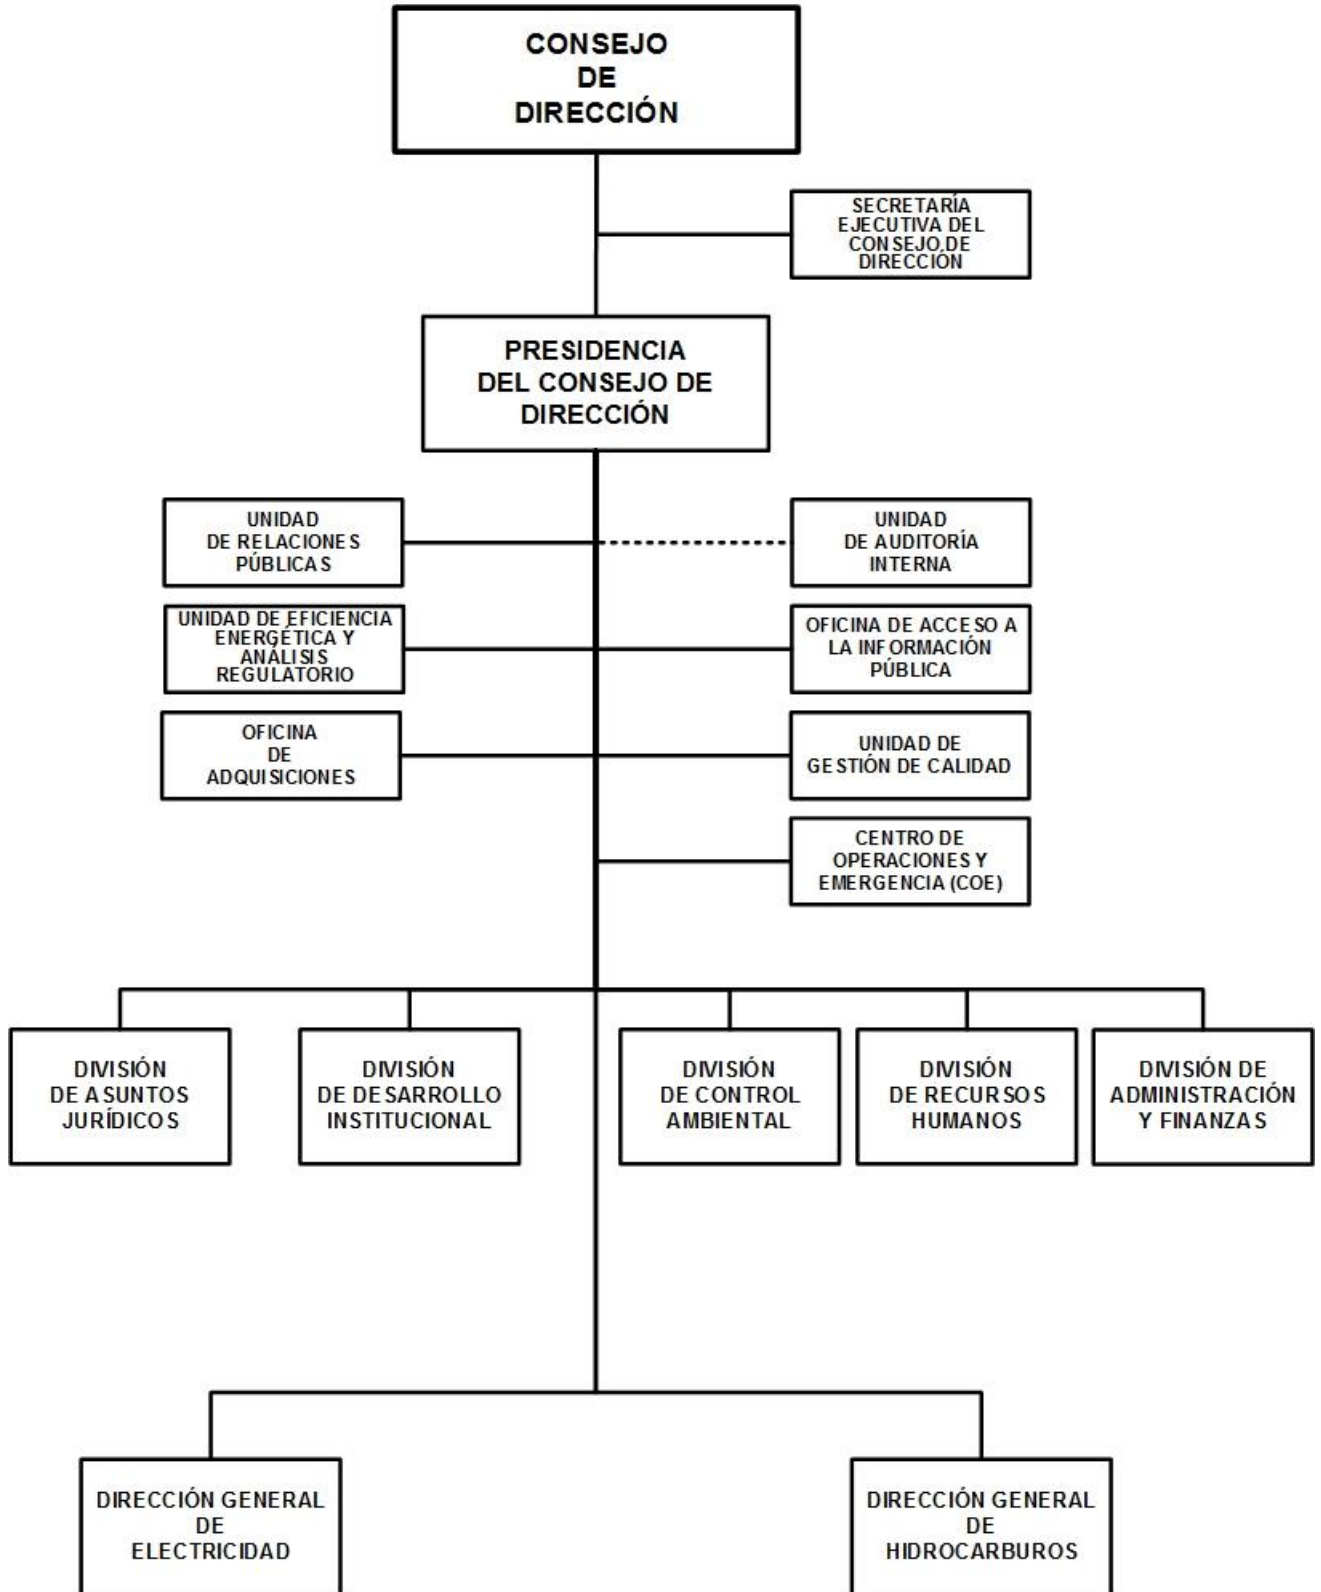 CONSEJO
DE
DIRECCIÓN
SECRETARÍA
EJECUTIVA DEL
CONSEJO DE
DIRECCIÓN
PRESIDENCIA
DEL CONSEJO DE
DIRECCIÓN
UNIDAD
DE RELACIONES
PÚBLICAS
UNIDAD
DE AUDITORÍA
INTERNA
UNIDAD DE EFICIENCIA
ENERGÉTICA Y
ANÁLISIS
REGULATORIO
OFICINA DE ACCESO A
LA INFORMACIÓN
PÚBLICA
OFICINA
DE
ADQUISICIONES
UNIDAD DE
GESTIÓN DE CALIDAD
CENTRO DE
OPERACIONES Y
EMERGENCIA (COE)
DIVISIÓN
DE ASUNTOS
JURÍDICOS
DIVISIÓN
DE DESARROLLO
INSTITUCIONAL
DIVISIÓN
DE CONTROL
AMBIENTAL
DIVISIÓN
DE RECURSOS
HUMANOS
DIVISIÓN DE
ADMINISTRACIÓN
Y FINANZAS
DIRECCIÓN GENERAL
DE
ELECTRICIDAD
DIRECCIÓN GENERAL
DE
HIDROCARBUROS